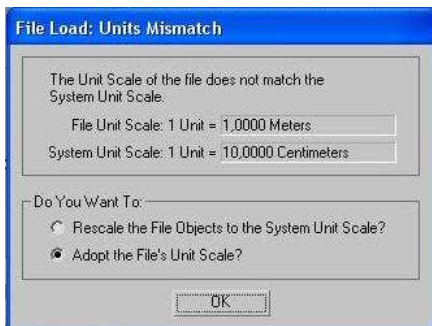 File Load: Units Mismatch
The Unit Scale of the file does not match the
System Unit Scale.
File Unit Scale: 1 Unit = 1,0000 Meters
System Unit Scale: 1 Unit = 10,0000 Centimeters
Do You Want To:
Rescale the File Objects to the System Unit Scale?
Adopt the File's Unit Scale?
OK